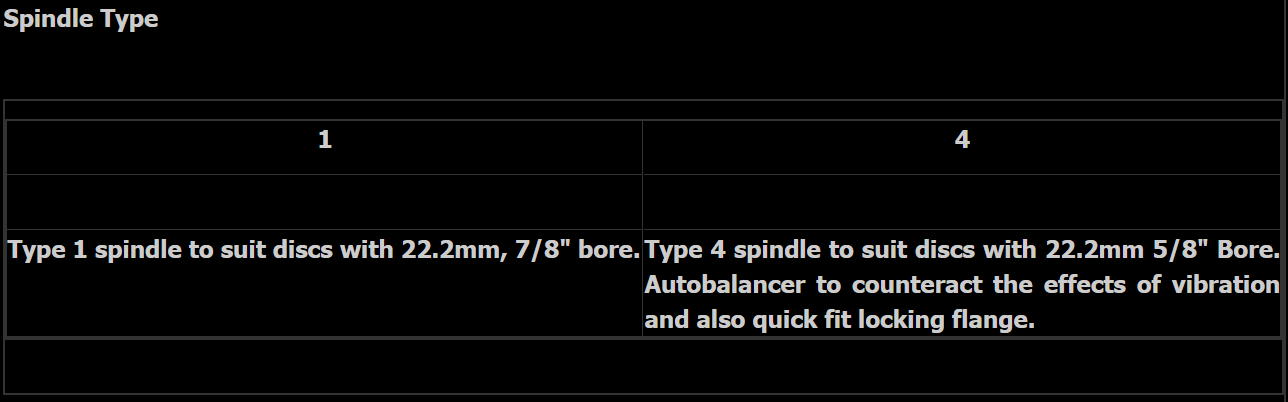 Spindle Type
1
4
Type 1 spindle to suit discs with 22.2mm, 7/8" bore.
Type 4 spindle to suit discs with 22.2mm 5/8" Bore.
Autobalancer to counteract the effects of vibration
and also quick fit locking flange.